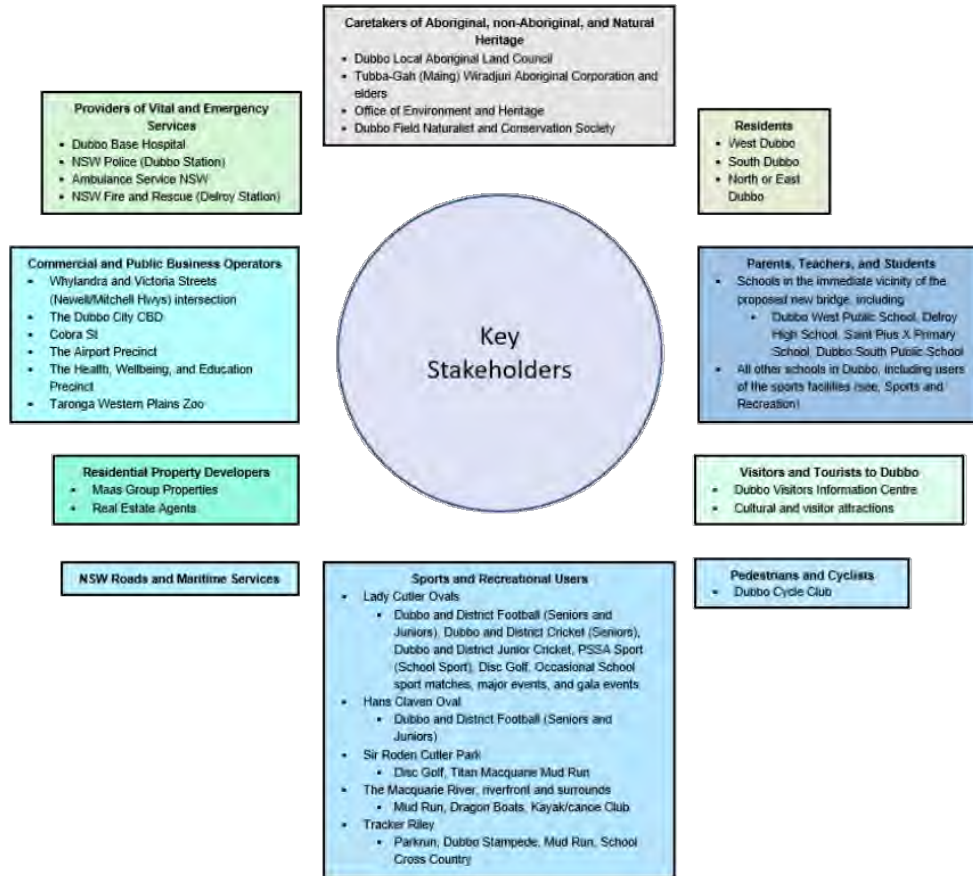 Caretakers of Aboriginal, non-Aboriginal, and Natural
Heritage
• Dubbo Local Aboriginal Land Council
• Tubba-Gah (Maing) Wiradjuri Aboriginal Corporation and
elders
• Office of Environment and Heritage
• Dubbo Field Naturalist and Conservation Society
Providers of Vital and Emergency
Services
• Dubbo Base Hospital
• NSW Police (Dubbo Station)
• Ambulance Service NSW
• NSW Fire and Rescue (Delroy Station)
Residents
• West Dubbo
• South Dubbo
• North or East
Dubbo
Commercial and Public Business Operators
• Whylandra and Victoria Streets
(Newell/Mitchell Hwys) intersection
• The Dubbo City CBD
• Cobra St
• The Airport Precinct
• The Health, Wellbeing, and Education
Precinct
• Taronga Western Plains Zoo
Key
Stakeholders
Parents, Teachers, and Students
• Schools in the immediate vicinity of the
proposed new bridge, including
• Dubbo West Public School, Delroy
High School, Saint Pius X Primary
School, Dubbo South Public School
• All other schools in Dubbo, including users
of the sports facilities (see, Sports and
Recreation)
Residential Property Developers
• Maas Group Properties
• Real Estate Agents
Visitors and Tourists to Dubbo
• Dubbo Visitors Information Centre
• Cultural and visitor attractions
NSW Roads and Maritime Services
Sports and Recreational Users
• Lady Cutler Ovals
• Dubbo and District Football (Seniors and
Juniors), Dubbo and District Cricket (Seniors),
Dubbo and District Junior Cricket, PSSA Sport
(School Sport), Disc Golf, Occasional School
sport matches, major events, and gala events
• Hans Claven Oval
• Dubbo and District Football (Seniors and
Juniors)
• Sir Roden Cutler Park
• Disc Golf, Titan Macquarie Mud Run
• The Macquarie River, riverfront and surrounds
• Mud Run, Dragon Boats, Kayak/canoe Club
• Tracker Riley
• Parkrun, Dubbo Stampede, Mud Run, School
Cross Country
Pedestrians and Cyclists
• Dubbo Cycle Club